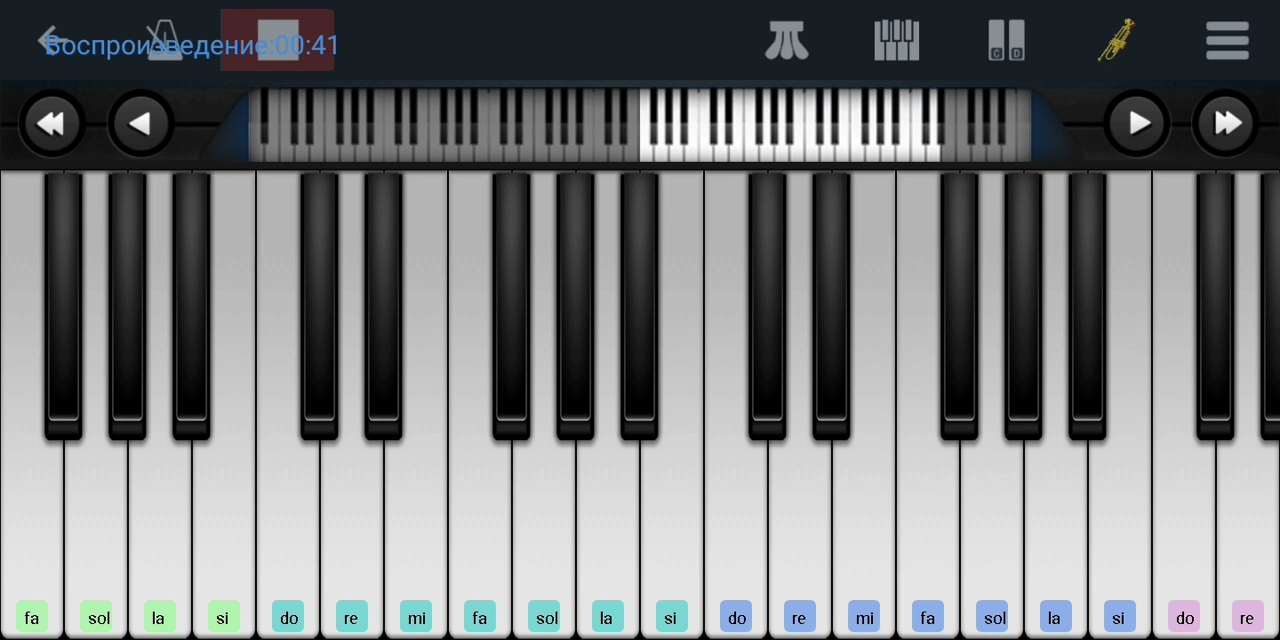 Воспроизведение:00:41
C D
fa sol la si do re mi fa sol la si do re mi fa sol la si do re